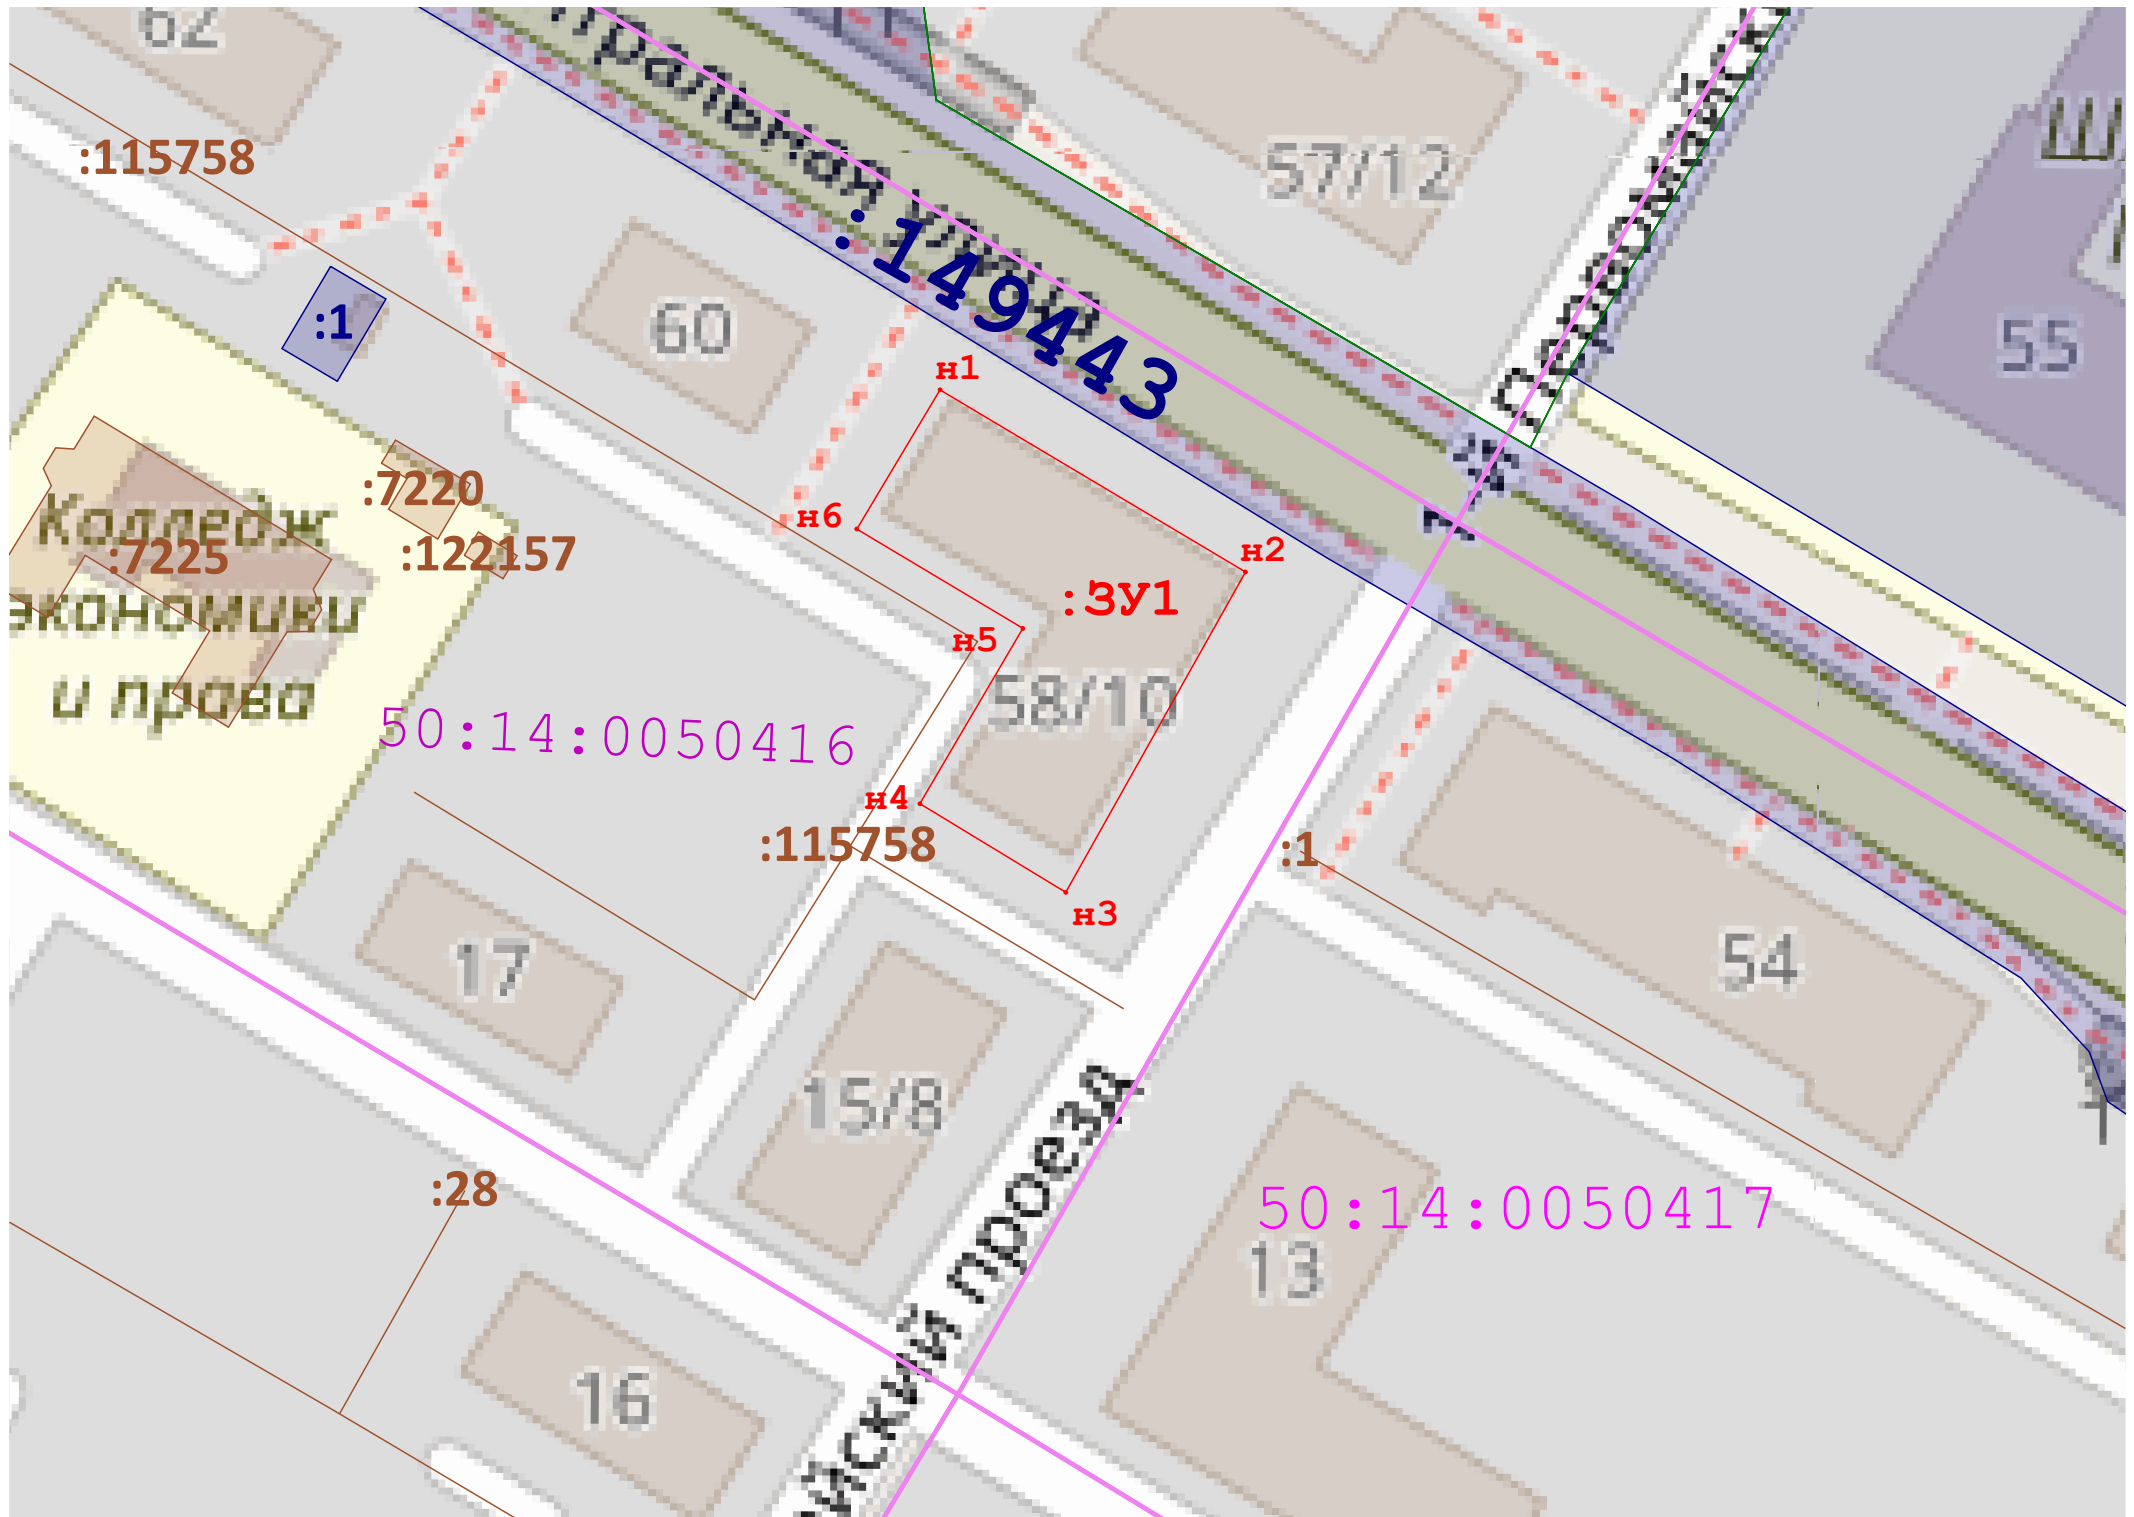 62
:115758
57/12
55
60
:149443
:1
н1
н2
н6
:ЗУ1
н5
58/10
:7220
:122157
Колледж
:7225
экономики
и права
50:14:0050416
н4
:115758
:1
н3
54
17
15/8
:28
50:14:0050417
13
16
проезд
улица